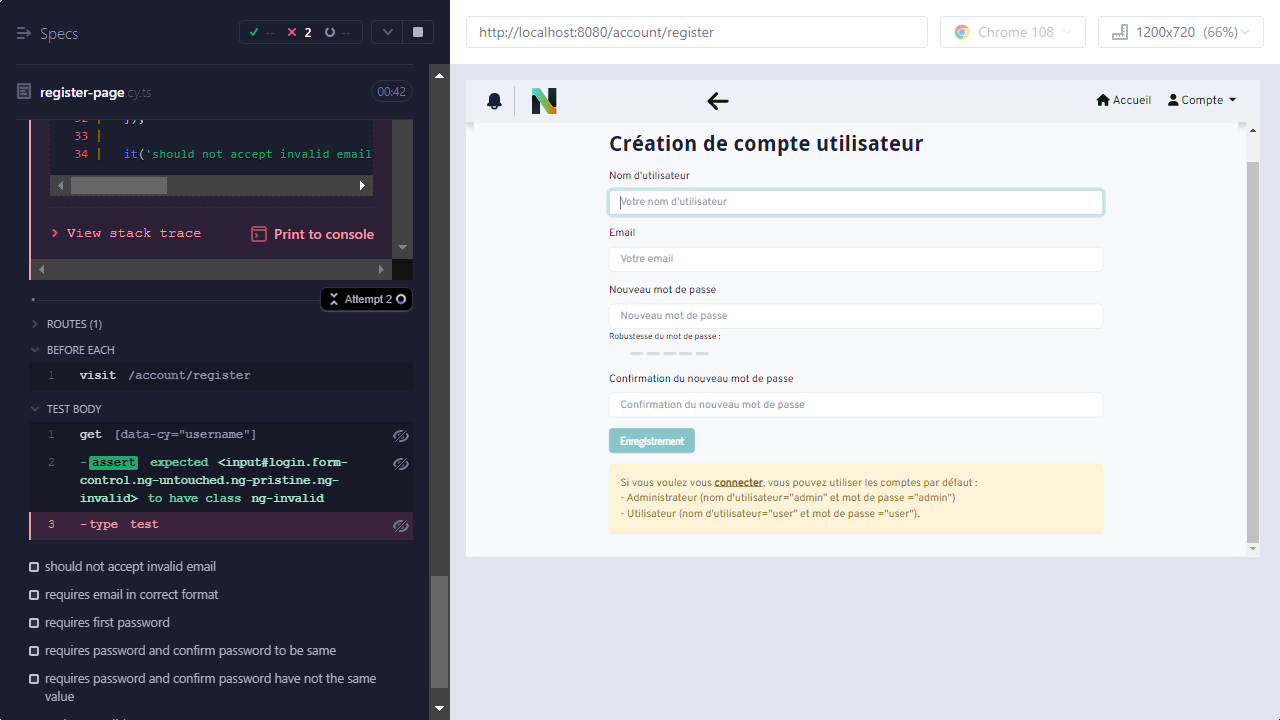 Specs
-- 2 --
register-page.cy.ts
00:42
32 | });
33 |
34 | it('should not accept invalid email
View stack trace
Print to console
Attempt 2
ROUTES (1)
BEFORE EACH
1 visit /account/register
TEST BODY
1 get [data-cy="username"]
2 -assert expected <input#login.form-
control.ng-untouched.ng-pristine.ng-
invalid> to have class ng-invalid
3 -type test
should not accept invalid email
requires email in correct format
requires first password
requires password and confirm password to be same
requires password and confirm password have not the same
value
http://localhost:8080/account/register
Chrome 108
1200x720 (66%)
N
Accueil
Compte
Création de compte utilisateur
Nom d'utilisateur
Votre nom d'utilisateur
Email
Votre email
Nouveau mot de passe
Nouveau mot de passe
Robustesse du mot de passe :
Confirmation du nouveau mot de passe
Confirmation du nouveau mot de passe
Enregistrement
Si vous voulez vous connecter, vous pouvez utiliser les comptes par défaut :
- Administrateur (nom d'utilisateur="admin" et mot de passe ="admin")
- Utilisateur (nom d'utilisateur="user" et mot de passe ="user").